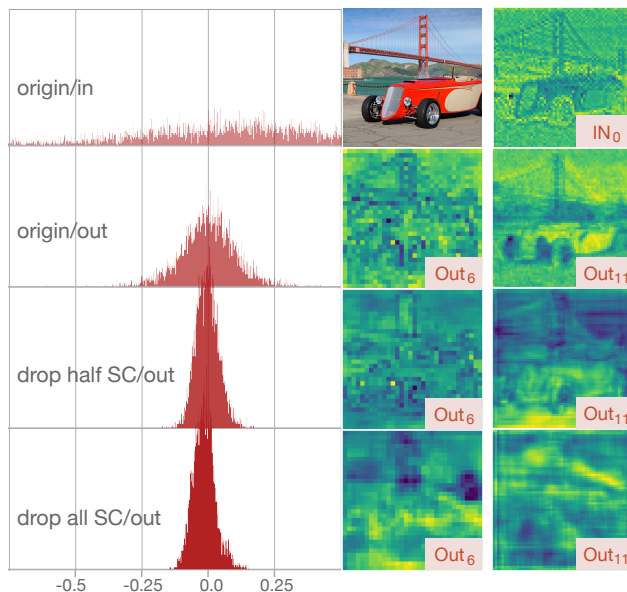 origin/in
IN0
origin/out
Out6
Out11
drop half SC/out
Out6
Out11
drop all SC/out
Out6
Out11
-0.5 -0.25 0.0 0.25